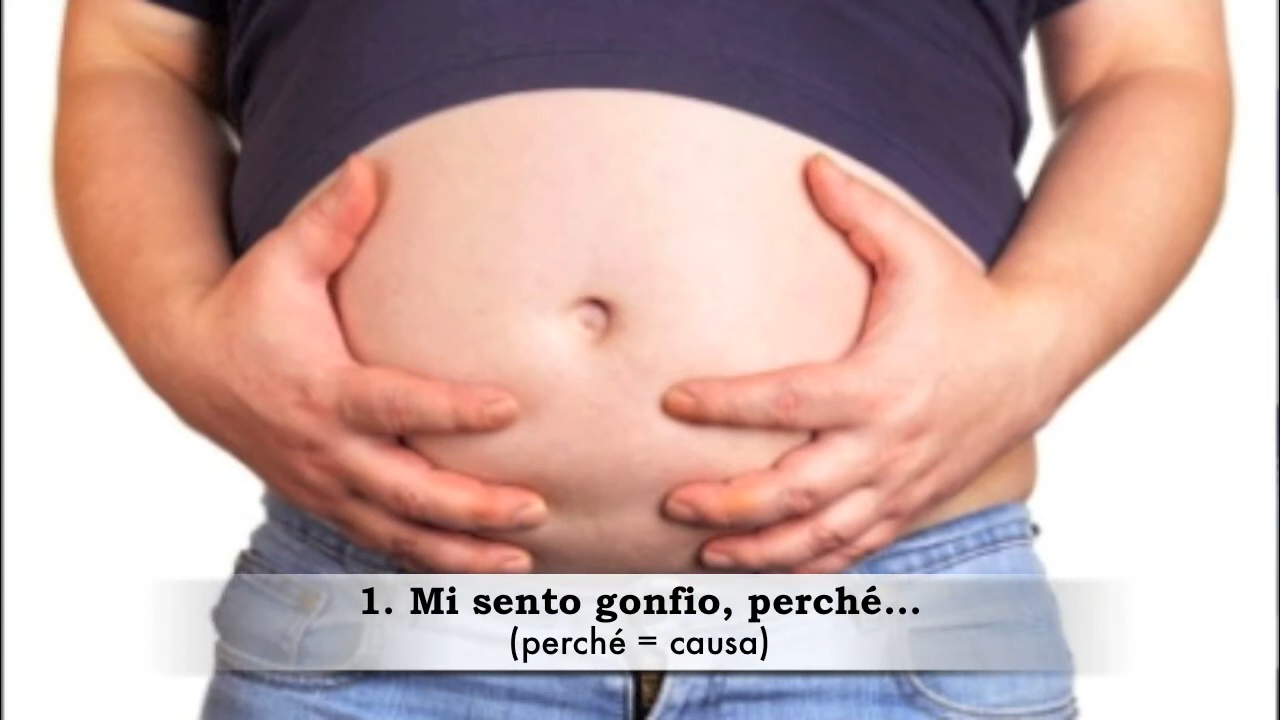 1. Mi sento gonfio, perché...
(perché = causa)